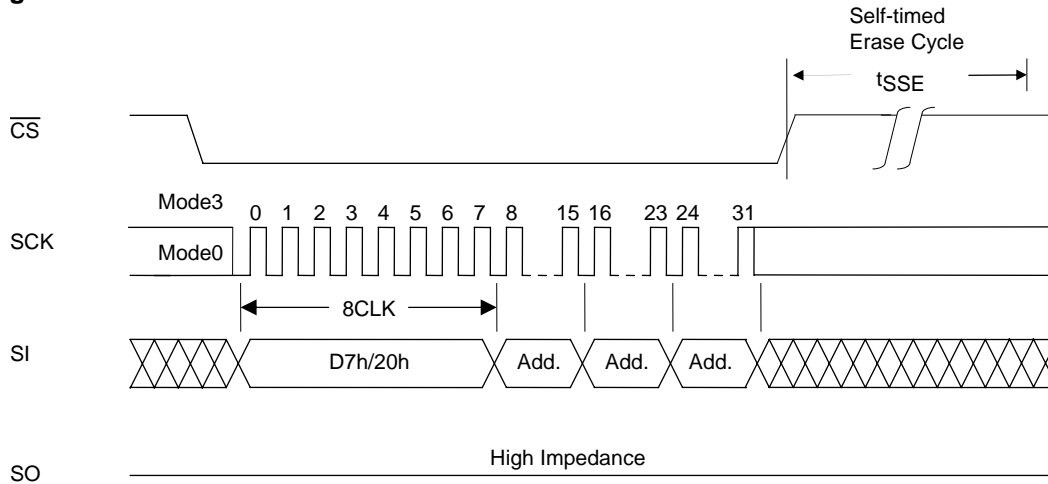 Self-timed
Erase Cycle
tSSE
CS
Mode3
0 1 2 3 4 5 6 7 8 15 16 23 24 31
SCK
Mode0
8CLK
SI
D7h/20h Add. Add. Add.
High Impedance
SO